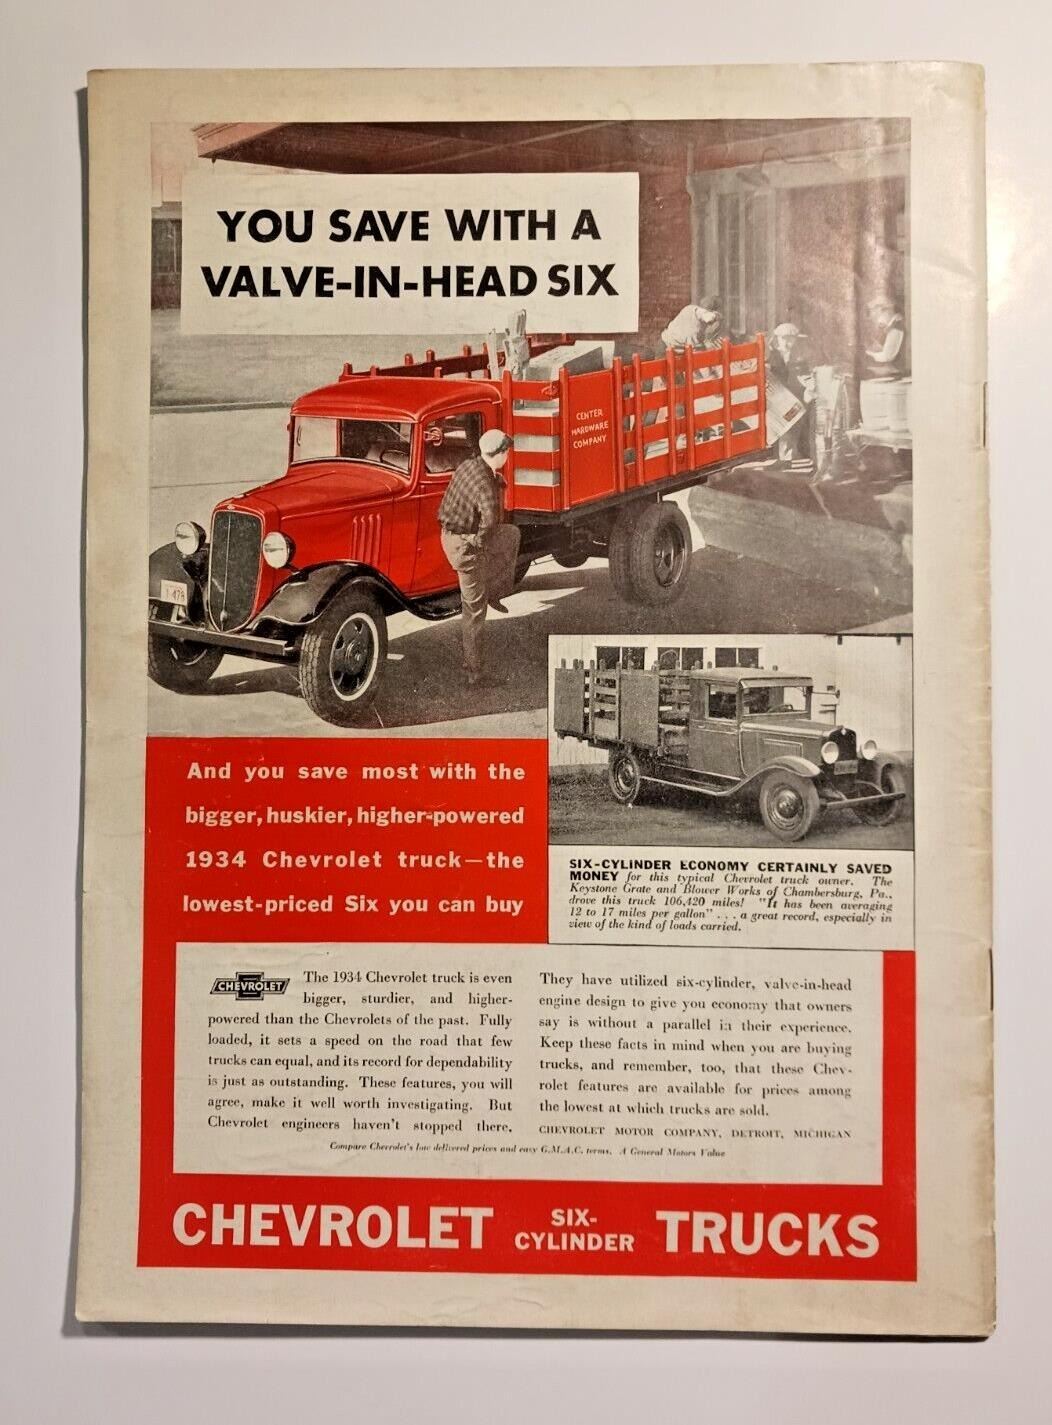 YOU SAVE WITH A
VALVE-IN-HEAD SIX
CENTER
HARDWARE
COMPANY
And you save most with the
bigger, huskier, higher-powered
1934 Chevrolet truck—the
lowest-priced Six you can buy
SIX-CYLINDER ECONOMY CERTAINLY SAVED
MONEY for this typical Chevrolet truck owner. The
Keystone Grate and Blower Works of Chambersburg, Pa.,
drove this truck 106,420 miles! "It has been averaging
12 to 17 miles per gallon" . . . a great record, especially in
view of the kind of loads carried.
CHEVROLET
The 1934 Chevrolet truck is even
bigger, sturdier, and higher-
powered than the Chevrolets of the past. Fully
loaded, it sets a speed on the road that few
trucks can equal, and its record for dependability
is just as outstanding. These features, you will
agree, make it well worth investigating. But
Chevrolet engineers haven't stopped there.
They have utilized six-cylinder, valve-in-head
engine design to give you economy that owners
say is without a parallel in their experience.
Keep these facts in mind when you are buying
trucks, and remember, too, that these Chev-
rolet features are available for prices among
the lowest at which trucks are sold.
CHEVROLET MOTOR COMPANY, DETROIT, MICHIGAN
Compare Chevrolet's low delivered prices and easy G.M.A.C. terms. A General Motors Value
CHEVROLET SIX-CYLINDER TRUCKS